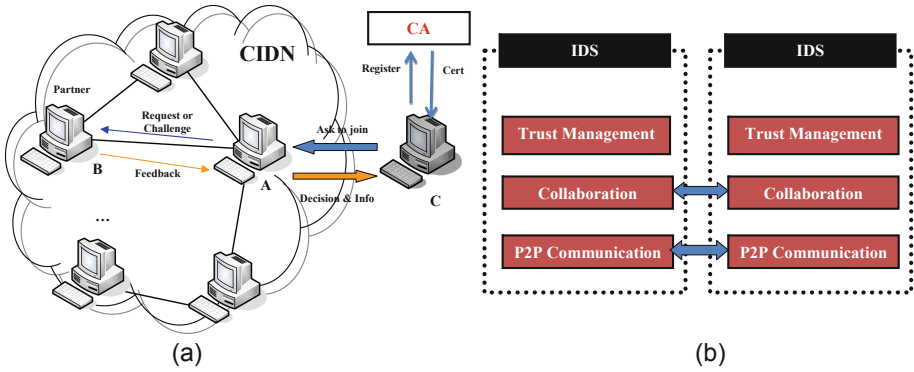 CA
CIDN
Register
Cert
Partner
Request or
Challenge
Ask to join
B
Feedback
A
Decision & Info
C
...
(a)
IDS
IDS
Trust Management
Trust Management
Collaboration
Collaboration
P2P Communication
P2P Communication
(b)